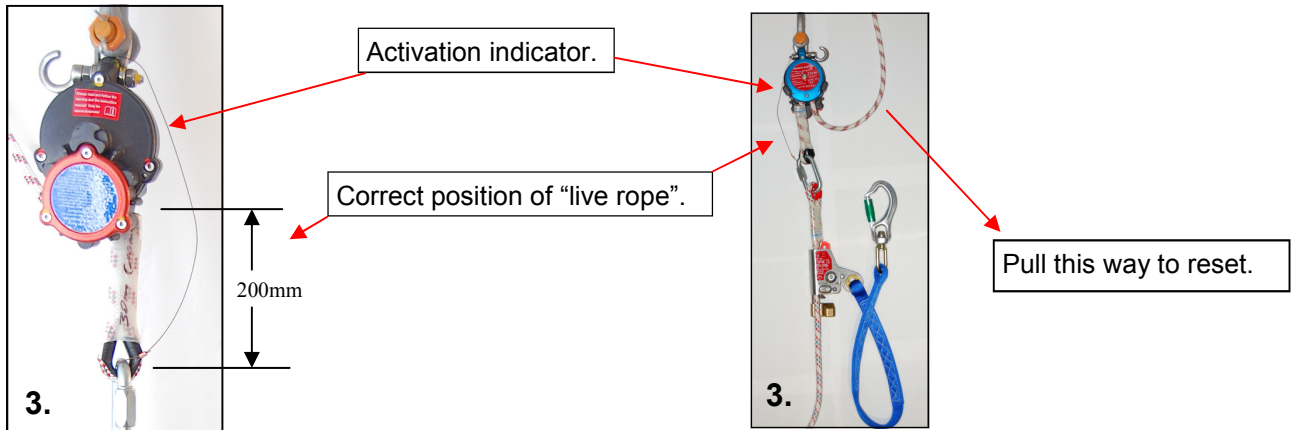 Activation indicator.
Correct position of “live rope”.
200mm
Pull this way to reset.
3.
3.